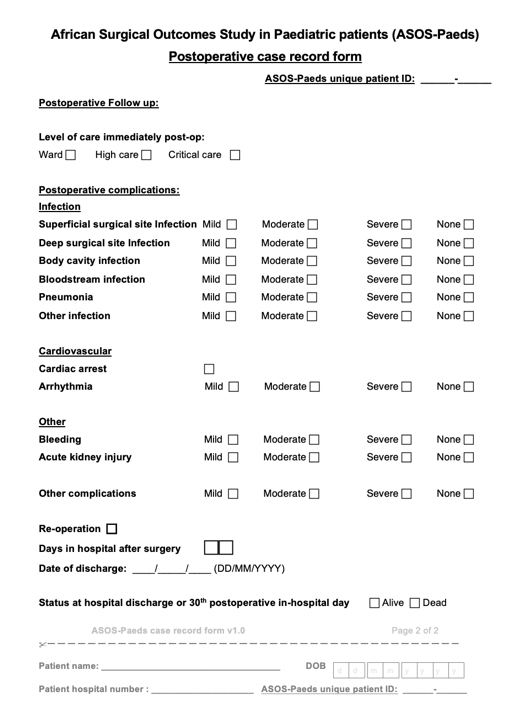 African Surgical Outcomes Study in Paediatric patients (ASOS-Paeds)
Postoperative case record form
ASOS-Paeds unique patient ID: ______-______
Postoperative Follow up:
Level of care immediately post-op:
Ward High care Critical care
Postoperative complications:
Infection
Superficial surgical site Infection Mild Moderate Severe None
Deep surgical site Infection Mild Moderate Severe None
Body cavity infection Mild Moderate Severe None
Bloodstream infection Mild Moderate Severe None
Pneumonia Mild Moderate Severe None
Other infection Mild Moderate Severe None
Cardiovascular
Cardiac arrest
Arrhythmia Mild Moderate Severe None
Other
Bleeding Mild Moderate Severe None
Acute kidney injury Mild Moderate Severe None
Other complications Mild Moderate Severe None
Re-operation
Days in hospital after surgery
Date of discharge: ____/_____/____ (DD/MM/YYYY)
Status at hospital discharge or 30th postoperative in-hospital day Alive Dead
ASOS-Paeds case record form v1.0 Page 2 of 2
Patient name: ________________________________ DOB d d m m y y y y
Patient hospital number : __________________ ASOS-Paeds unique patient ID: ______-______